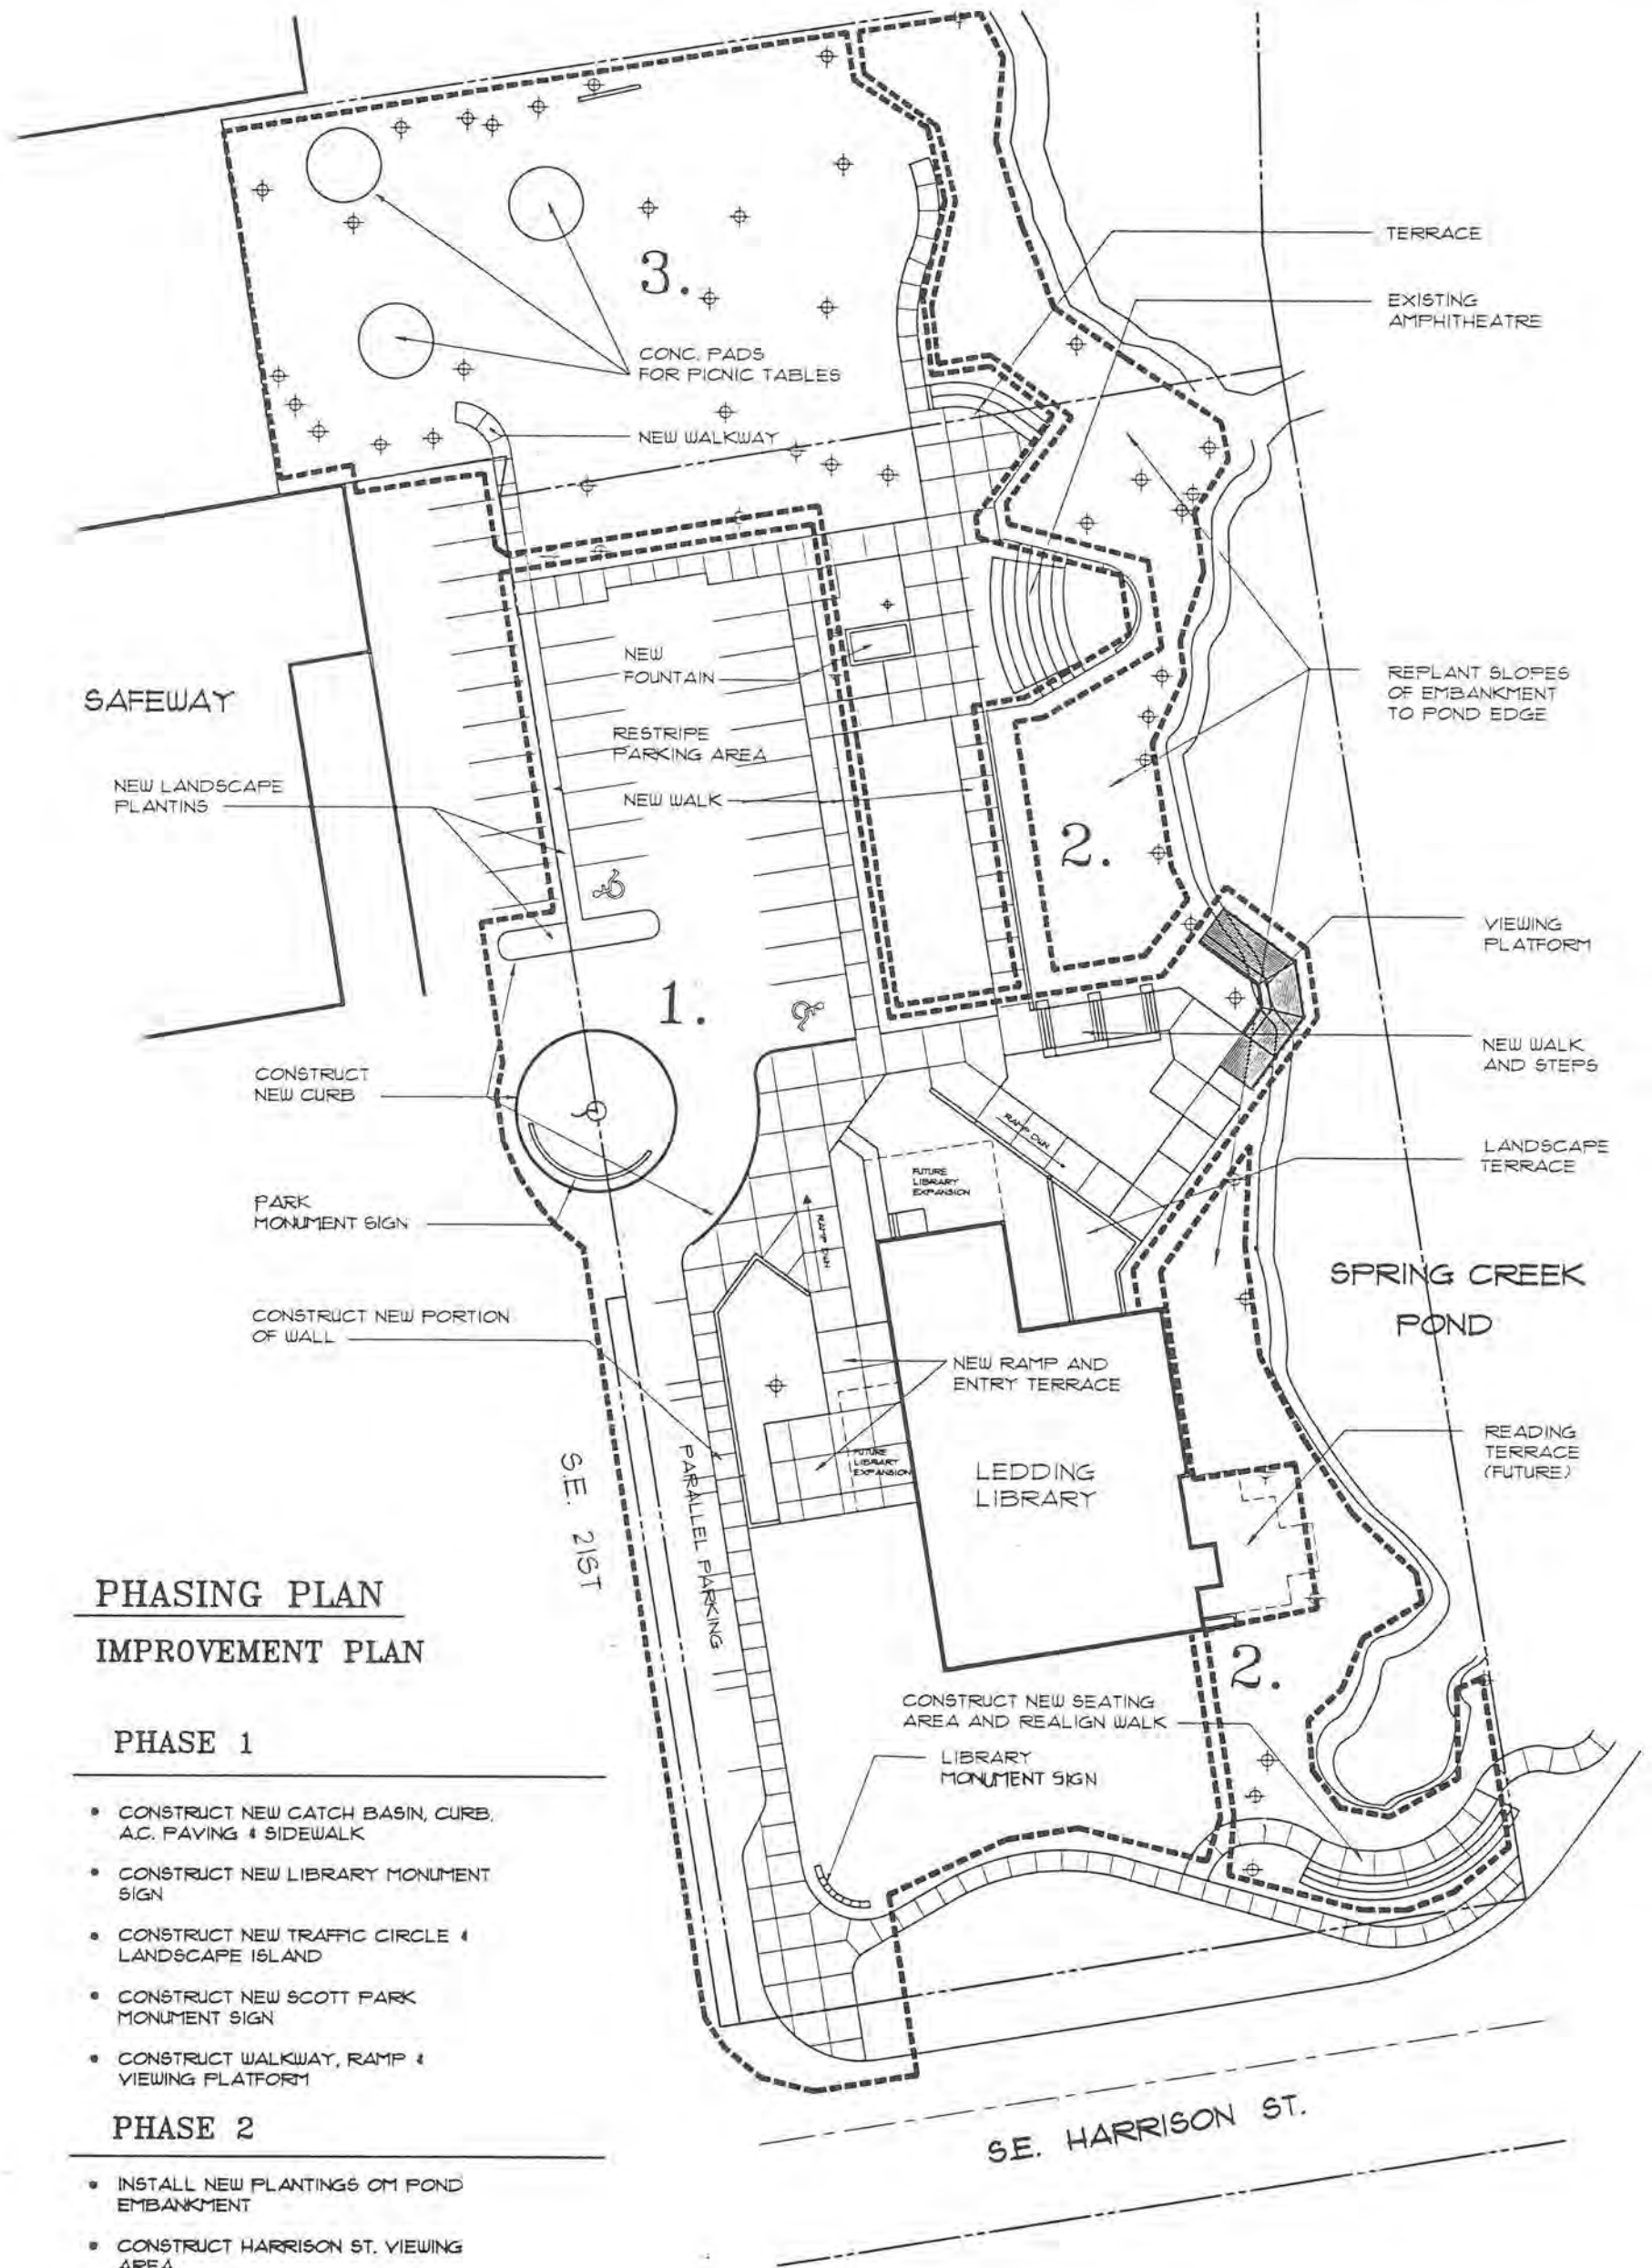 3.
TERRACE
EXISTING
AMPHITHEATRE
CONC. PADS
FOR PICNIC TABLES
NEW WALKWAY
NEW
FOUNTAIN
SAFEWAY
RESTRIPE
PARKING AREA
REPLANT SLOPES
OF EMBANKMENT
TO POND EDGE
NEW LANDSCAPE
PLANTINS
NEW WALK
2.
VIEWING
PLATFORM
1.
NEW WALK
AND STEPS
CONSTRUCT
NEW CURB
RAMP DWN
LANDSCAPE
TERRACE
FUTURE
LIBRARY
EXPANSION
PARK
MONUMENT SIGN
RAMP DWN
SPRING CREEK
POND
CONSTRUCT NEW PORTION
OF WALL
NEW RAMP AND
ENTRY TERRACE
READING
TERRACE
(FUTURE)
FUTURE
LIBRARY
EXPANSION
LEDDING
LIBRARY
S.E. 21ST
PARALLEL PARKING
2.
CONSTRUCT NEW SEATING
AREA AND REALIGN WALK
LIBRARY
MONUMENT SIGN
S.E. HARRISON ST.
PHASING PLAN
IMPROVEMENT PLAN
PHASE 1
• CONSTRUCT NEW CATCH BASIN, CURB,
A.C. PAVING & SIDEWALK
• CONSTRUCT NEW LIBRARY MONUMENT
SIGN
• CONSTRUCT NEW TRAFFIC CIRCLE &
LANDSCAPE ISLAND
• CONSTRUCT NEW SCOTT PARK
MONUMENT SIGN
• CONSTRUCT WALKWAY, RAMP &
VIEWING PLATFORM
PHASE 2
• INSTALL NEW PLANTINGS OM POND
EMBANKMENT
• CONSTRUCT HARRISON ST. VIEWING
AREA